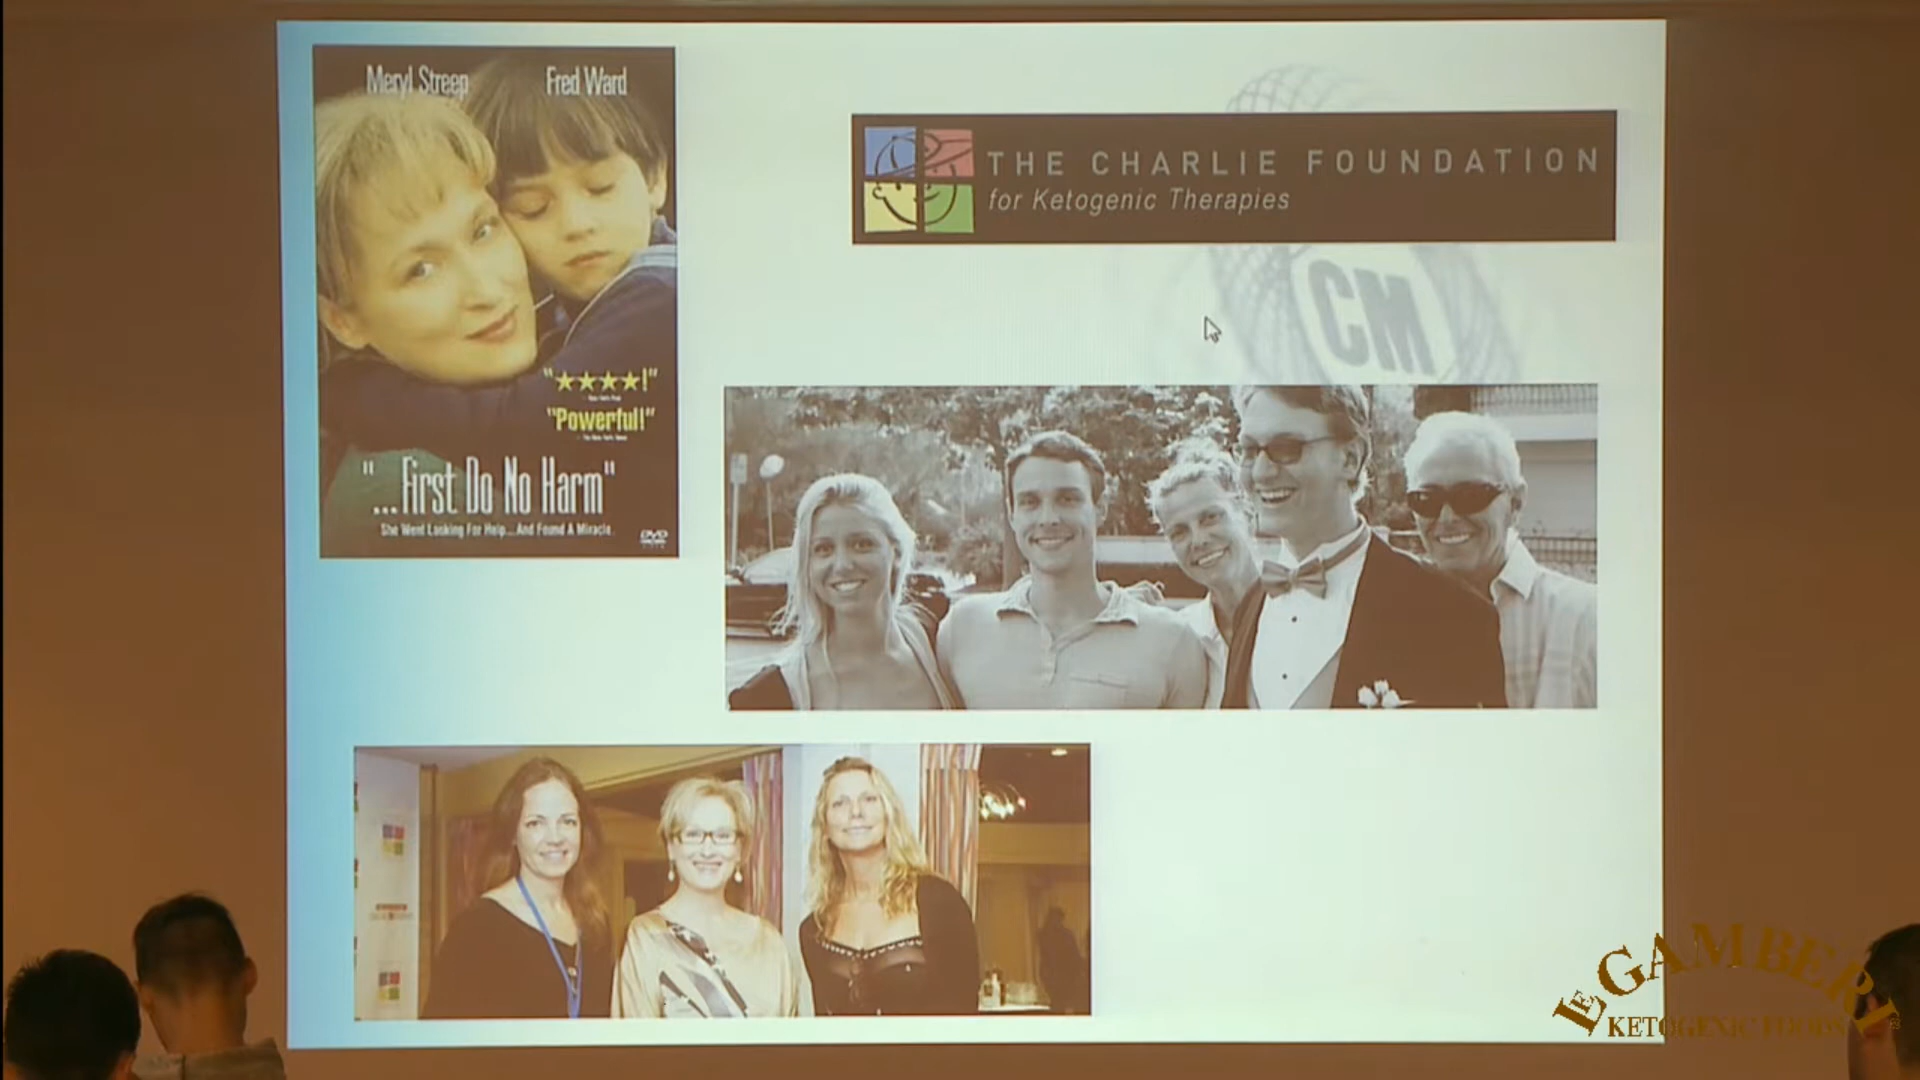 Meryl Streep
Fred Ward
THE CHARLIE FOUNDATION
for Ketogenic Therapies
CM
"★★★★!"
"Powerful!"
"...First Do No Harm"
She Went Looking For Help...And Found A Miracle.
DVD
LE GAMBERI
KETOGENIC FOODS